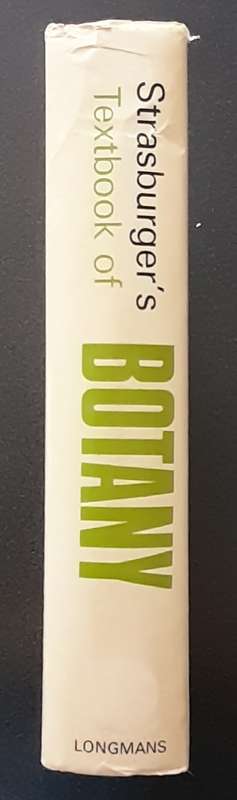 Strasburger's
Textbook of
BOTANY
LONGMANS